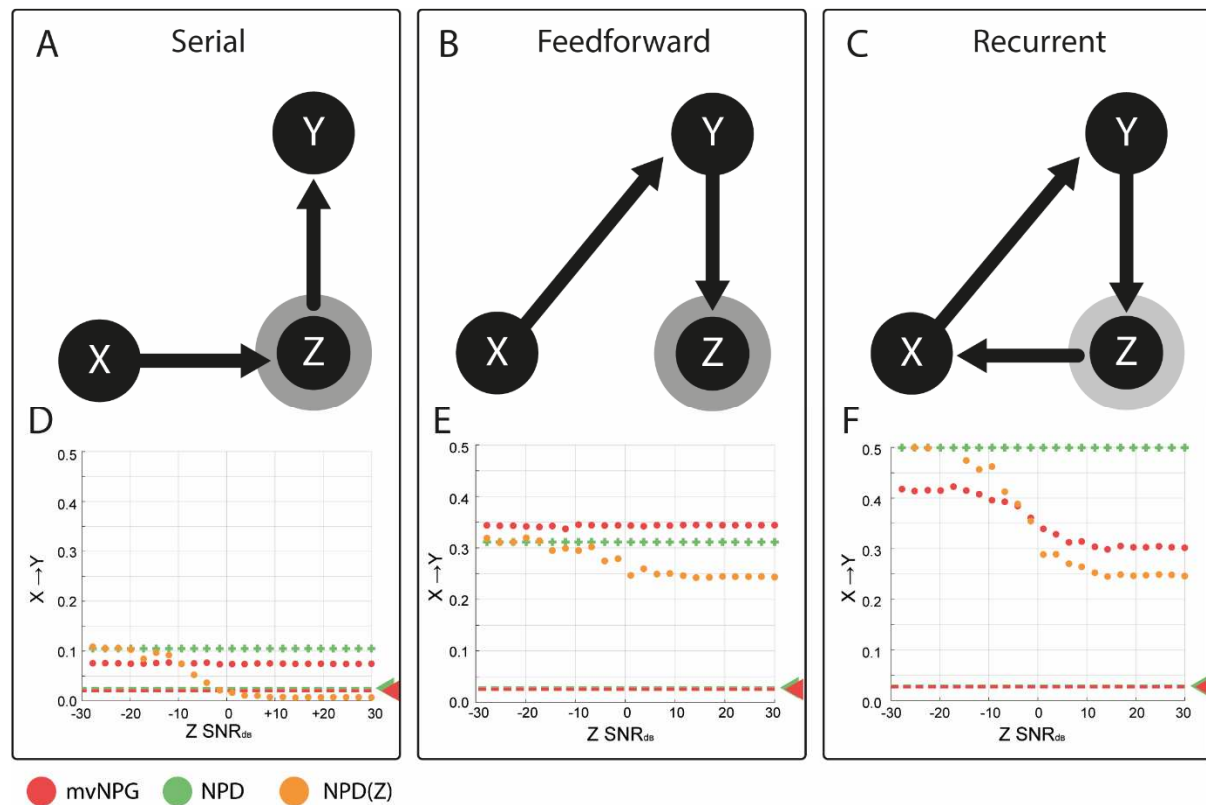 A Serial
Y
X
Z
D
0.5
0.4
0.3
0.2
0.1
0.0
X→Y
-30 -20 -10 0 10 +20 30
Z SNRdB
B Feedforward
Y
X
Z
E
0.5
0.4
0.3
0.2
0.1
0.0
X→Y
-30 -20 -10 0 10 20 30
Z SNRdB
C Recurrent
Y
X
Z
F
0.5
0.4
0.3
0.2
0.1
0.0
X→Y
-30 -20 -10 0 10 20 30
Z SNRdB
mvNPG NPD NPD(Z)